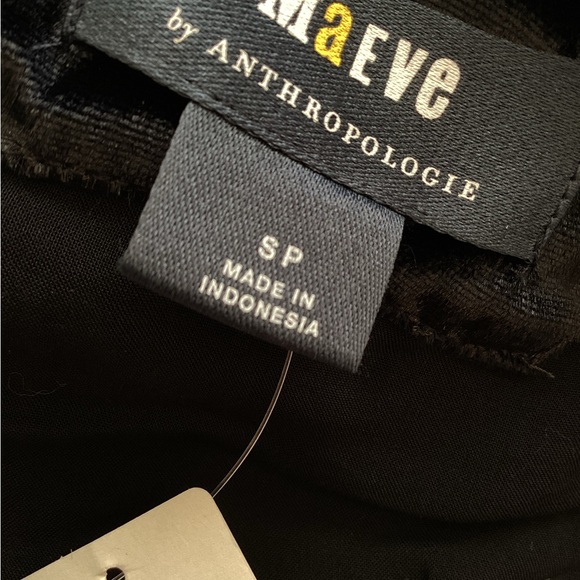 MaEVe
by ANTHROPOLOGIE
SP
MADE IN
INDONESIA